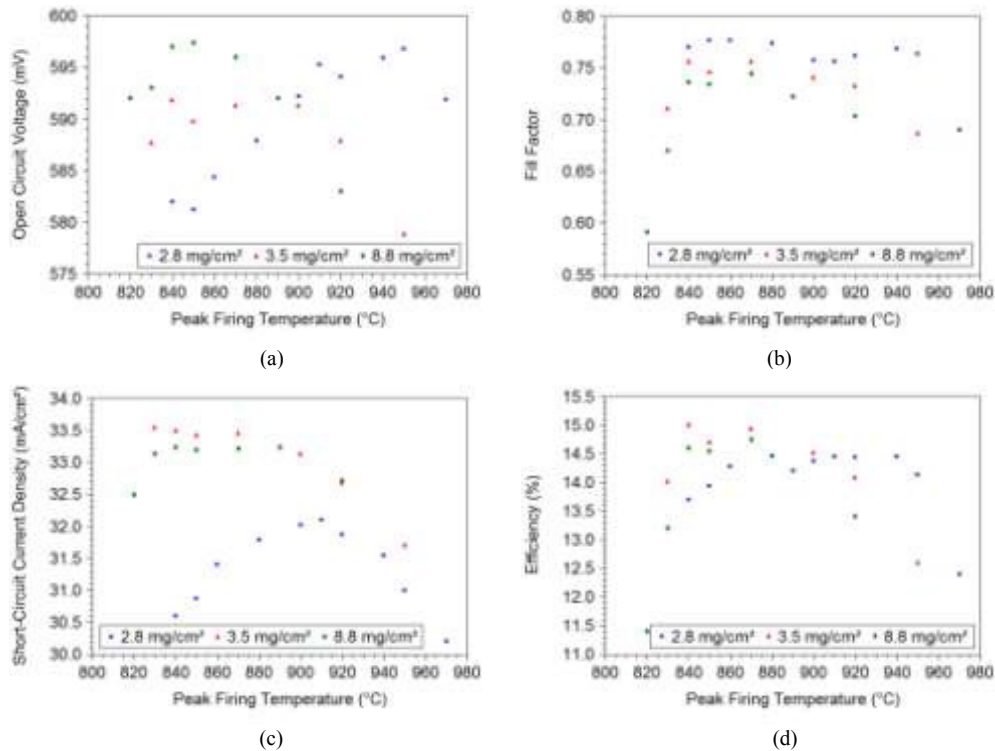 600
595
590
585
580
575
Open Circuit Voltage (mV)
2.8 mg/cm² 3.5 mg/cm² 8.8 mg/cm²
800 820 840 860 880 900 920 940 960 980
Peak Firing Temperature (°C)
(a)
0.80
0.75
0.70
0.65
0.60
0.55
Fill Factor
2.8 mg/cm² 3.5 mg/cm² 8.8 mg/cm²
800 820 840 860 880 900 920 940 960 980
Peak Firing Temperature (°C)
(b)
34.0
33.5
33.0
32.5
32.0
31.5
31.0
30.5
30.0
Short-Circuit Current Density (mA/cm²)
2.8 mg/cm² 3.5 mg/cm² 8.8 mg/cm²
800 820 840 860 880 900 920 940 960 980
Peak Firing Temperature (°C)
(c)
15.5
15.0
14.5
14.0
13.5
13.0
12.5
12.0
11.5
11.0
Efficiency (%)
2.8 mg/cm² 3.5 mg/cm² 8.8 mg/cm²
800 820 840 860 880 900 920 940 960 980
Peak Firing Temperature (°C)
(d)